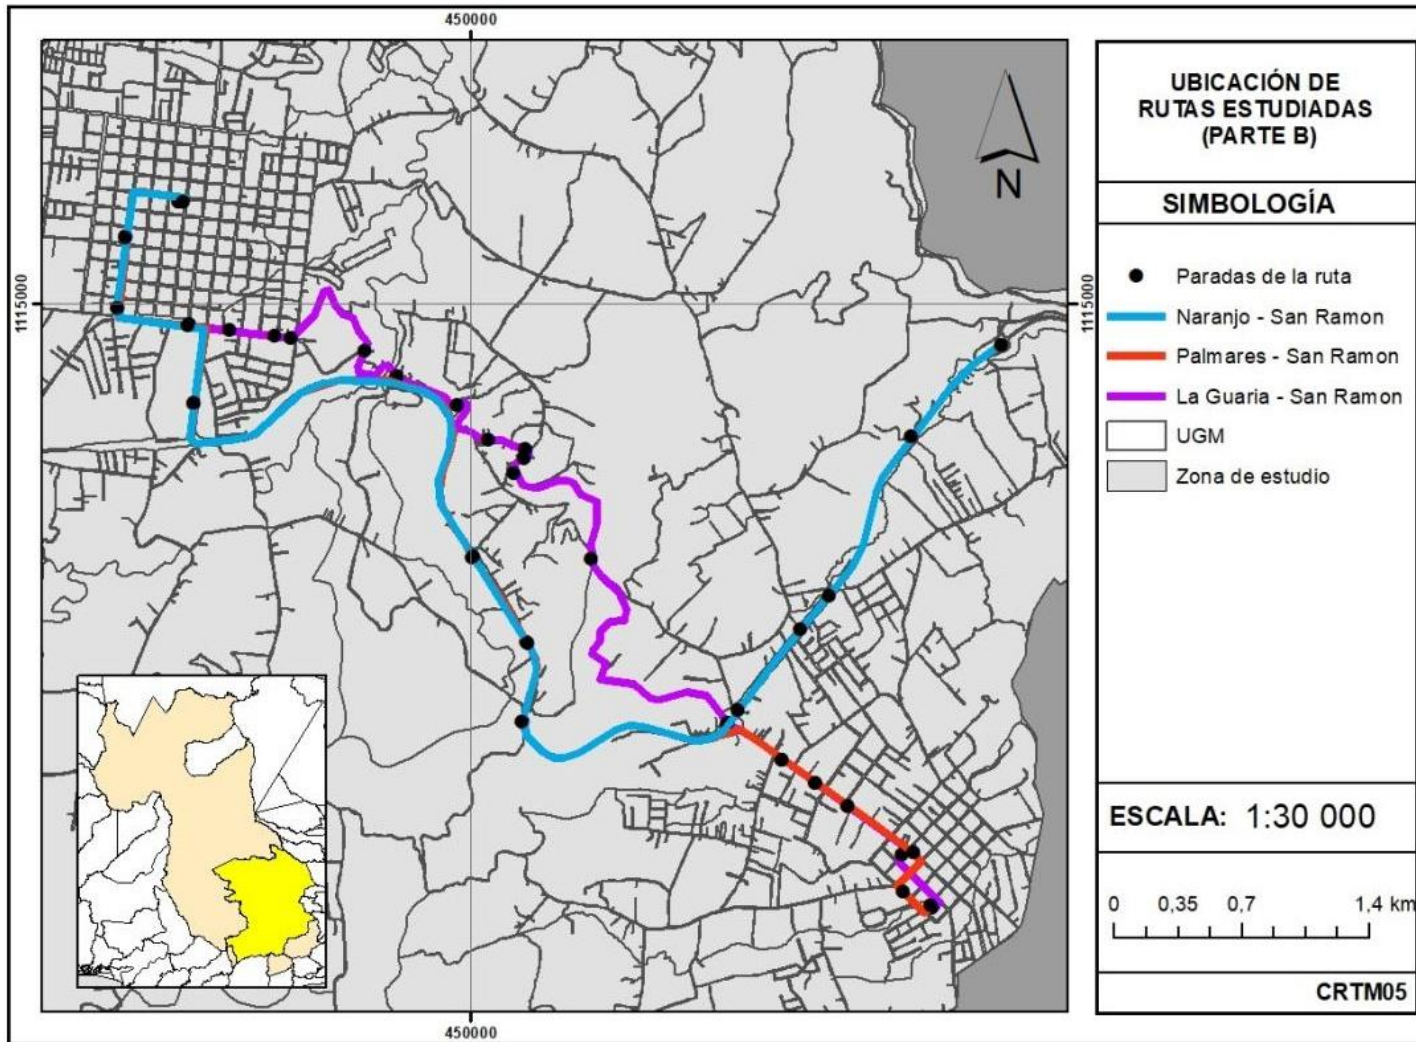 450000
1115000
1115000
N
450000
UBICACIÓN DE
RUTAS ESTUDIADAS
(PARTE B)
SIMBOLOGÍA
Paradas de la ruta
Naranjo - San Ramon
Palmares - San Ramon
La Guaria - San Ramon
UGM
Zona de estudio
ESCALA: 1:30 000
0 0,35 0,7 1,4 km
CRTM05